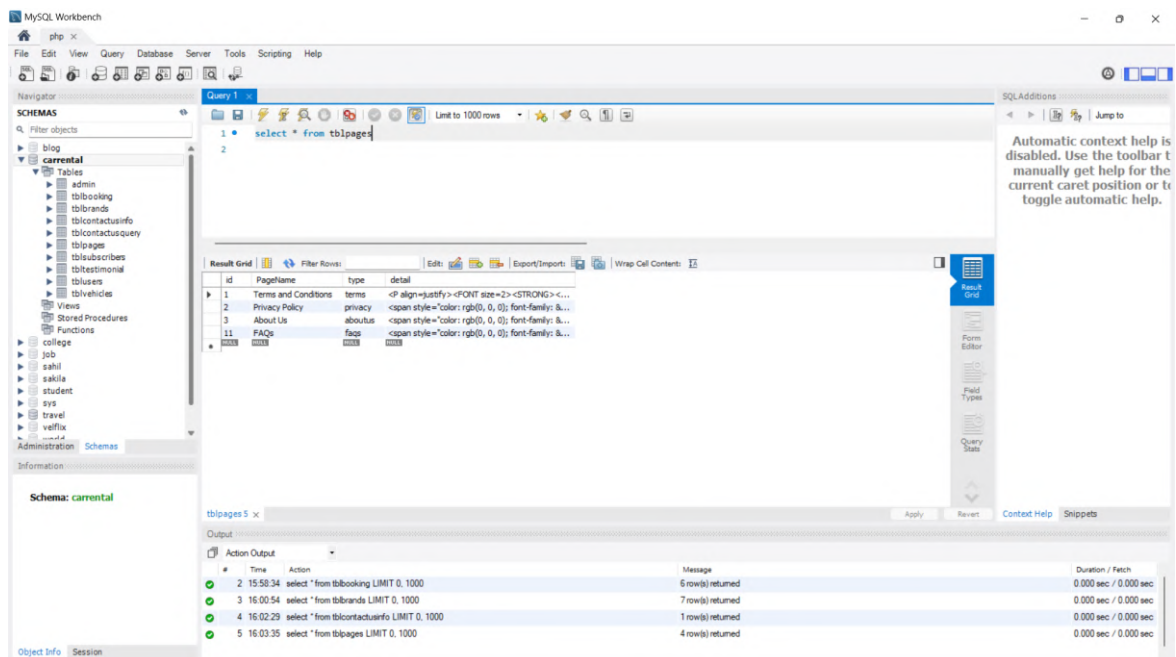 MySQL Workbench
php
File Edit View Query Database Server Tools Scripting Help
Navigator
SCHEMAS
Filter objects
blog
carrental
Tables
admin
tblbooking
tblbrands
tblcontactusinfo
tblcontactusquery
tblpages
tblsubscribers
tbltestimonial
tblusers
tblvehicles
Views
Stored Procedures
Functions
college
job
sahil
sakila
student
sys
travel
velflix
world
Administration Schemas
Information
Schema: carrental
Object Info Session
Query 1
Limit to 1000 rows
1 select * from tblpages
2
Result Grid Filter Rows: Edit: Export/Import: Wrap Cell Content:
id PageName type detail
1 Terms and Conditions terms <P align=justify><FONT size=2><STRONG><...
2 Privacy Policy privacy <span style="color: rgb(0, 0, 0); font-family: &...
3 About Us aboutus <span style="color: rgb(0, 0, 0); font-family: &...
11 FAQs faqs <span style="color: rgb(0, 0, 0); font-family: &...
NULL NULL NULL NULL
Result
Grid
Form
Editor
Field
Types
Query
Stats
tblpages 5
Apply Revert
Output
Action Output
# Time Action Message Duration / Fetch
2 15:58:34 select * from tblbooking LIMIT 0, 1000 6 row(s) returned 0.000 sec / 0.000 sec
3 16:00:54 select * from tblbrands LIMIT 0, 1000 7 row(s) returned 0.000 sec / 0.000 sec
4 16:02:29 select * from tblcontactusinfo LIMIT 0, 1000 1 row(s) returned 0.000 sec / 0.000 sec
5 16:03:35 select * from tblpages LIMIT 0, 1000 4 row(s) returned 0.000 sec / 0.000 sec
SQLAdditions
Jump to
Automatic context help is
disabled. Use the toolbar t
manually get help for the
current caret position or to
toggle automatic help.
Context Help Snippets